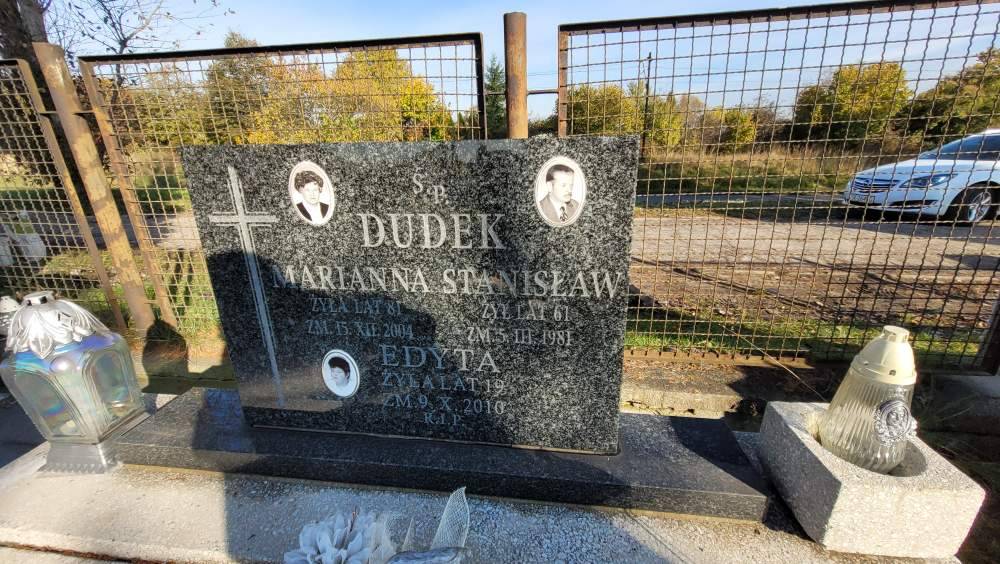 Ś. P.
DUDEK
MARIANNA STANISŁAW
ŻYŁA LAT 81 ŻYŁ LAT 61
ZM. 15. XII. 2004 ZM. 5. III. 1981
EDYTA
ŻYŁA LAT 19
ZM. 9. X. 2010
R.I.P.